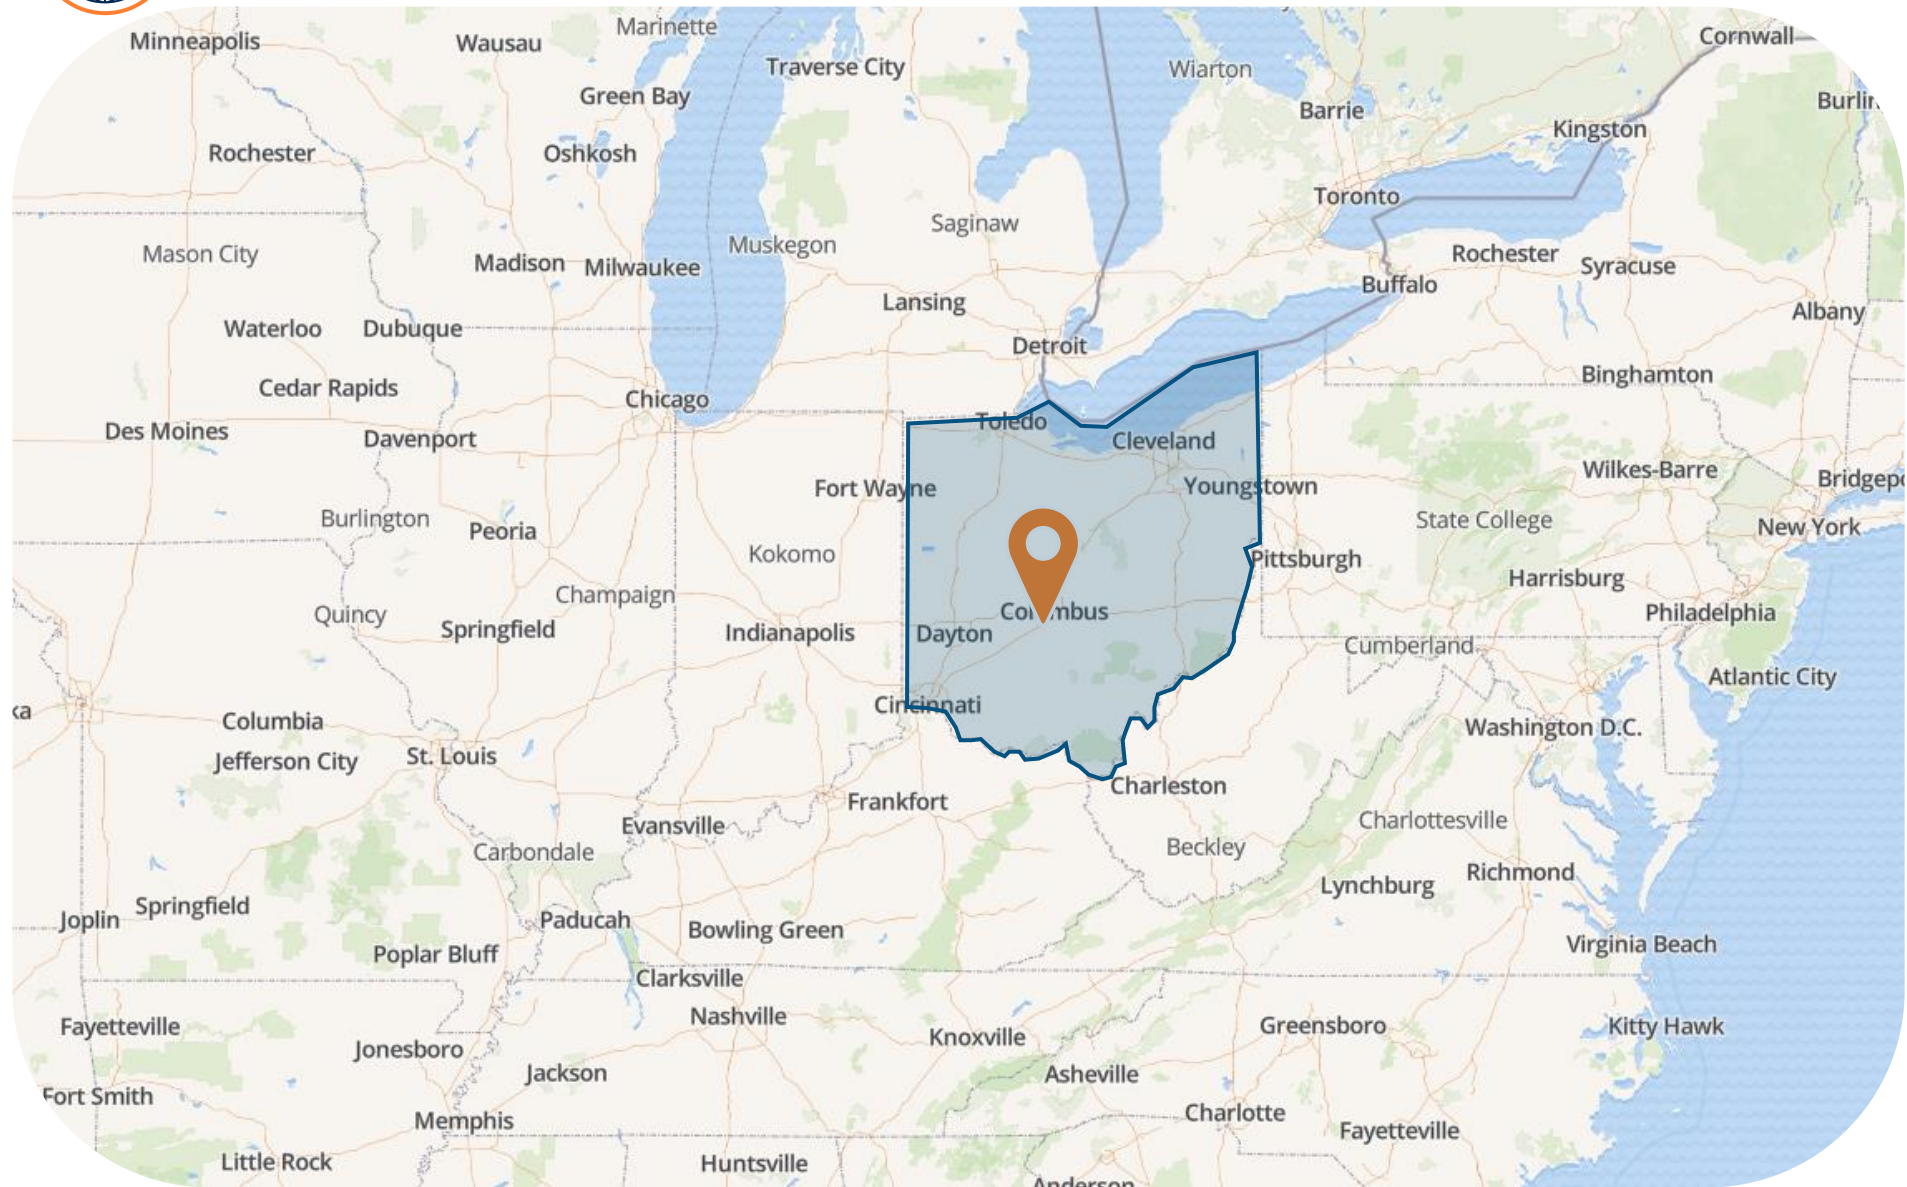 Minneapolis
Wausau
Marinette
Cornwall
Traverse City
Wiarton
Green Bay
Barrie
Kingston
Rochester
Oshkosh
Toronto
Saginaw
Mason City
Muskegon
Madison
Milwaukee
Rochester
Syracuse
Buffalo
Lansing
Albany
Waterloo
Dubuque
Detroit
Binghamton
Cedar Rapids
Chicago
Toledo
Des Moines
Davenport
Cleveland
Wilkes-Barre
Fort Wayne
Youngstown
Burlington
Peoria
State College
New York
Kokomo
Pittsburgh
Harrisburg
Champaign
Quincy
Columbus
Philadelphia
Springfield
Indianapolis
Dayton
Cumberland
Atlantic City
Cincinnati
Columbia
Washington D.C.
Jefferson City
St. Louis
Charleston
Frankfort
Evansville
Charlottesville
Carbondale
Beckley
Lynchburg
Richmond
Springfield
Joplin
Paducah
Bowling Green
Virginia Beach
Poplar Bluff
Clarksville
Nashville
Fayetteville
Knoxville
Greensboro
Kitty Hawk
Jonesboro
Jackson
Asheville
Fort Smith
Memphis
Charlotte
Fayetteville
Little Rock
Huntsville
Anderson